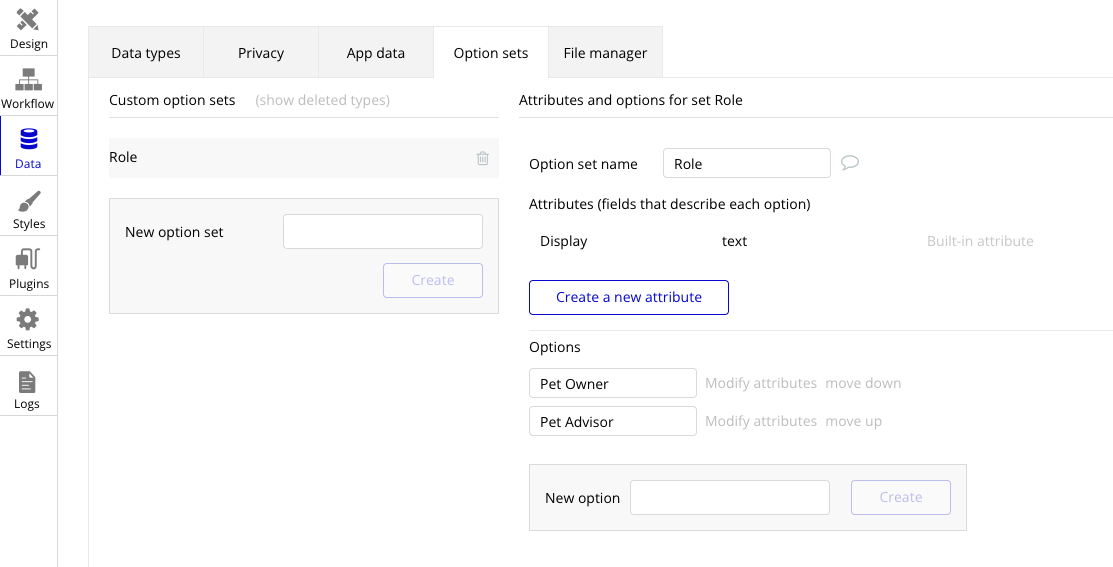 Design
Workflow
Data
Styles
Plugins
Settings
Logs
Data types Privacy App data Option sets File manager
Custom option sets (show deleted types)
Role
New option set
Create
Attributes and options for set Role
Option set name Role
Attributes (fields that describe each option)
Display text Built-in attribute
Create a new attribute
Options
Pet Owner Modify attributes move down
Pet Advisor Modify attributes move up
New option Create